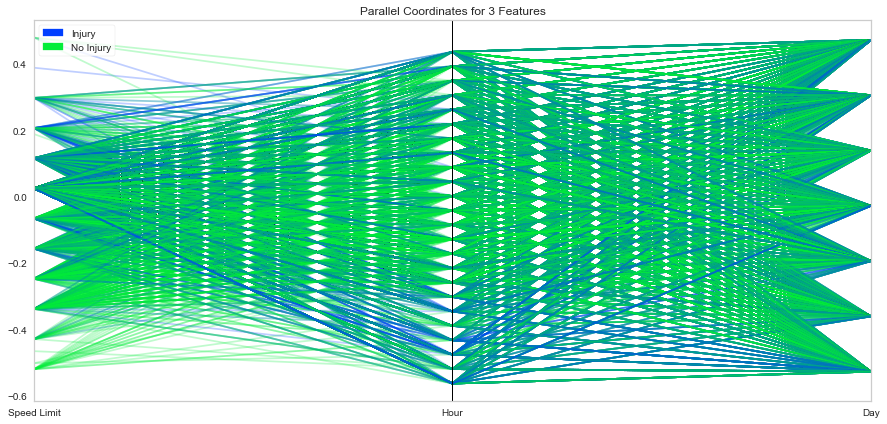 Parallel Coordinates for 3 Features
Injury
No Injury
0.4
0.2
0.0
−0.2
−0.4
−0.6
Speed Limit
Hour
Day